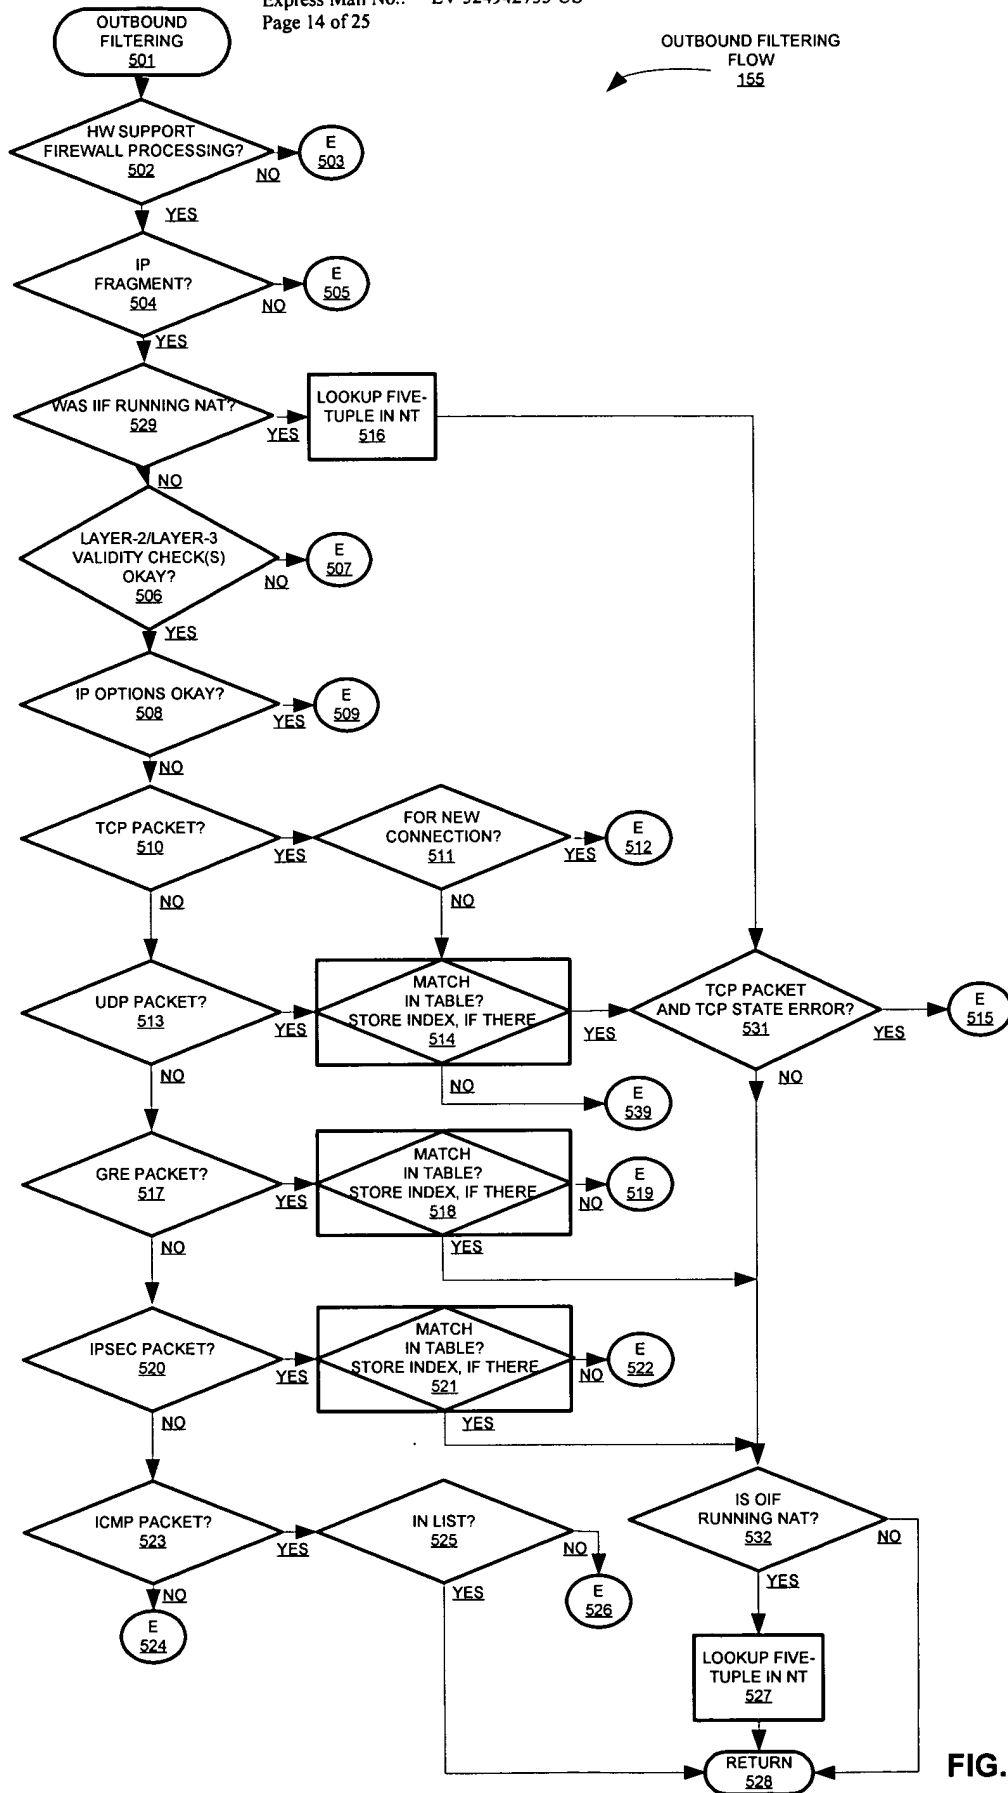 Page 14 of 25
OUTBOUND
FILTERING
501
OUTBOUND FILTERING
FLOW
155
HW SUPPORT
FIREWALL PROCESSING?
502
NO
E
503
YES
IP
FRAGMENT?
504
NO
E
505
YES
WAS IIF RUNNING NAT?
529
YES
LOOKUP FIVE-
TUPLE IN NT
516
NO
LAYER-2/LAYER-3
VALIDITY CHECK(S)
OKAY?
506
NO
E
507
YES
IP OPTIONS OKAY?
508
YES
E
509
NO
TCP PACKET?
510
YES
FOR NEW
CONNECTION?
511
YES
E
512
NO
NO
UDP PACKET?
513
YES
MATCH
IN TABLE?
STORE INDEX, IF THERE
514
YES
TCP PACKET
AND TCP STATE ERROR?
531
YES
E
515
NO
NO
E
539
NO
GRE PACKET?
517
YES
MATCH
IN TABLE?
STORE INDEX, IF THERE
518
NO
E
519
NO
YES
IPSEC PACKET?
520
YES
MATCH
IN TABLE?
STORE INDEX, IF THERE
521
NO
E
522
NO
YES
ICMP PACKET?
523
YES
IN LIST?
525
NO
E
526
IS OIF
RUNNING NAT?
532
NO
NO
E
524
YES
YES
LOOKUP FIVE-
TUPLE IN NT
527
RETURN
528
FIG.